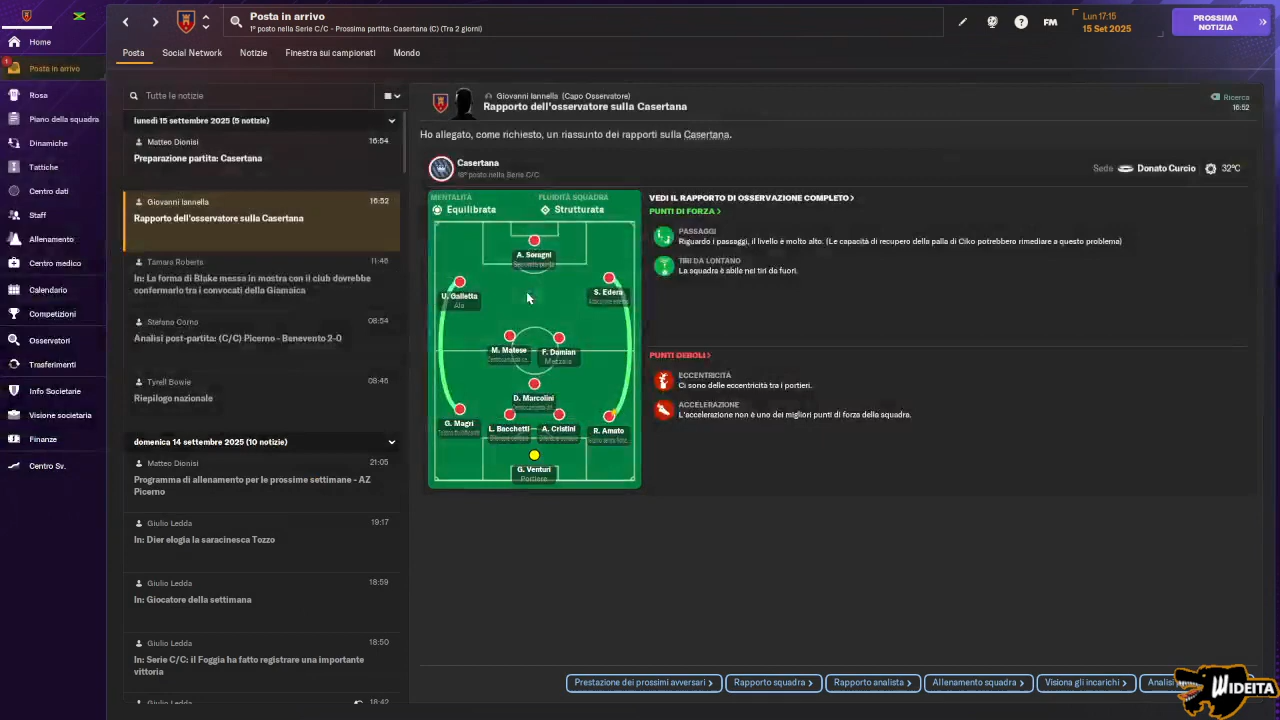 Posta in arrivo
1º posto nella Serie C/C - Prossima partita: Casertana (C) (Tra 2 giorni)
FM
Lun 17:15
15 Set 2025
PROSSIMA
NOTIZIA
Home
1
Posta in arrivo
Rosa
Piano della squadra
Dinamiche
Tattiche
Centro dati
Staff
Allenamento
Centro medico
Calendario
Competizioni
Osservatori
Trasferimenti
Info Societarie
Visione societaria
Finanze
Centro Sv.
Posta
Social Network
Notizie
Finestra sui campionati
Mondo
Tutte le notizie
lunedì 15 settembre 2025 (5 notizie)
Matteo Dionisi
16:54
Preparazione partita: Casertana
Giovanni Iannella
16:52
Rapporto dell'osservatore sulla Casertana
Tamara Roberts
11:46
In: La forma di Blake messa in mostra con il club dovrebbe
confermarlo tra i convocati della Giamaica
Stefano Corno
08:54
Analisi post-partita: (C/C) Picerno - Benevento 2-0
Tyrell Bowie
08:46
Riepilogo nazionale
domenica 14 settembre 2025 (10 notizie)
Matteo Dionisi
21:05
Programma di allenamento per le prossime settimane - AZ
Picerno
Giulio Ledda
19:17
In: Dier elogia la saracinesca Tozzo
Giulio Ledda
18:59
In: Giocatore della settimana
Giulio Ledda
18:50
In: Serie C/C: il Foggia ha fatto registrare una importante
vittoria
Giulio Ledda
18:42
Giovanni Iannella (Capo Osservatore)
Rapporto dell'osservatore sulla Casertana
Ricerca
16:52
Ho allegato, come richiesto, un riassunto dei rapporti sulla Casertana.
Casertana
18º posto nella Serie C/C
Sede
Donato Curcio
32ºC
MENTALITÀ
Equilibrata
FLUIDITÀ SQUADRA
Strutturata
A. Soragni
U. Galletta
Ala
S. Edera
M. Matese
F. Damian
Mezzala
D. Marcolini
G. Magri
L. Bacchetti
A. Cristini
R. Amato
G. Venturi
Portiere
VEDI IL RAPPORTO DI OSSERVAZIONE COMPLETO
PUNTI DI FORZA
PASSAGGI
Riguardo i passaggi, il livello è molto alto. (Le capacità di recupero della palla di Ciko potrebbero rimediare a questo problema)
TIRI DA LONTANO
La squadra è abile nei tiri da fuori.
PUNTI DEBOLI
ECCENTRICITÀ
Ci sono delle eccentricità tra i portieri.
ACCELERAZIONE
L'accelerazione non è uno dei migliori punti di forza della squadra.
Prestazione dei prossimi avversari
Rapporto squadra
Rapporto analista
Allenamento squadra
Visiona gli incarichi
Analisi
WIDEITA